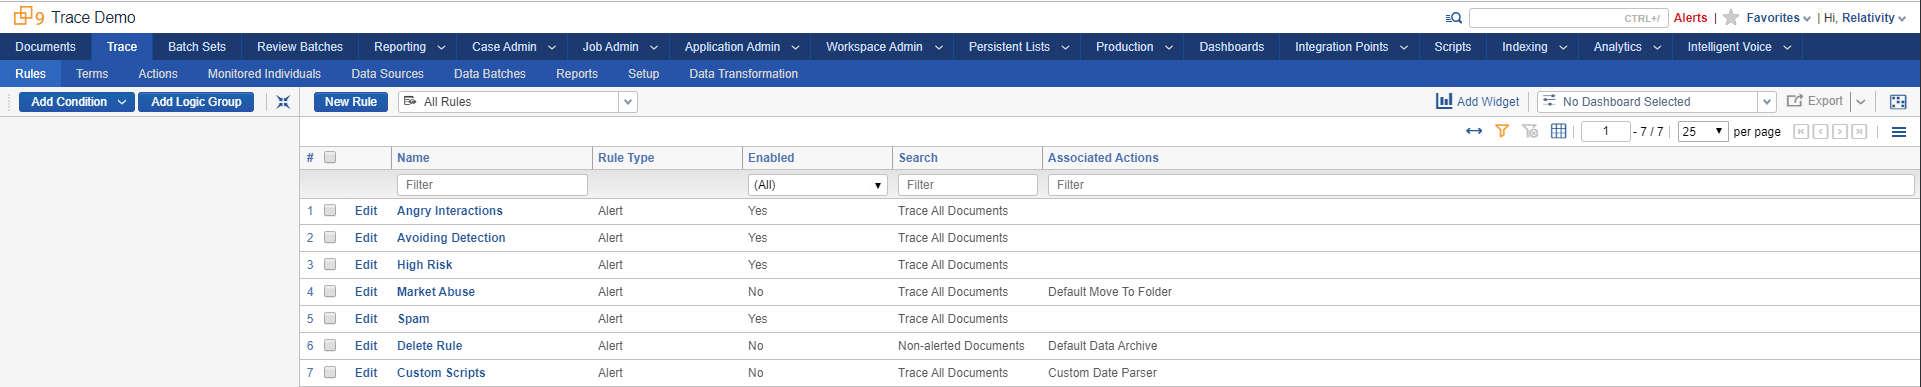 9 Trace Demo CTRL+/ Alerts | Favorites | Hi, Relativity
Documents Trace Batch Sets Review Batches Reporting Case Admin Job Admin Application Admin Workspace Admin Persistent Lists Production Dashboards Integration Points Scripts Indexing Analytics Intelligent Voice
Rules Terms Actions Monitored Individuals Data Sources Data Batches Reports Setup Data Transformation
Add Condition Add Logic Group New Rule All Rules Add Widget No Dashboard Selected Export
1 - 7 / 7 25 per page
# Name Rule Type Enabled Search Associated Actions
Filter (All) Filter Filter
1 Edit Angry Interactions Alert Yes Trace All Documents
2 Edit Avoiding Detection Alert Yes Trace All Documents
3 Edit High Risk Alert Yes Trace All Documents
4 Edit Market Abuse Alert No Trace All Documents Default Move To Folder
5 Edit Spam Alert Yes Trace All Documents
6 Edit Delete Rule Alert No Non-alerted Documents Default Data Archive
7 Edit Custom Scripts Alert No Trace All Documents Custom Date Parser